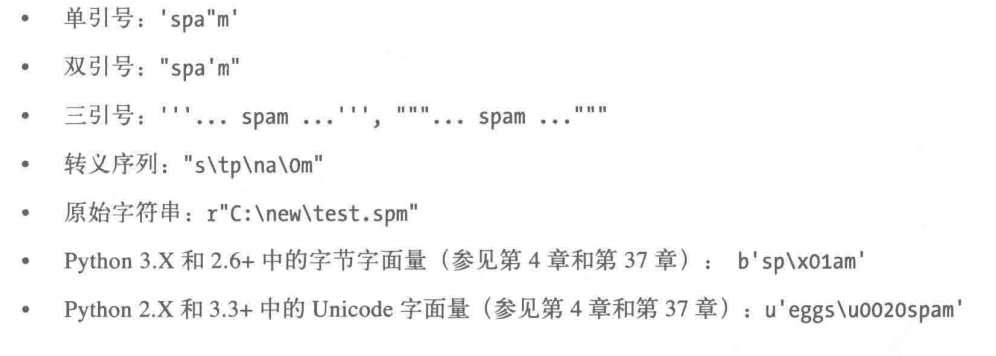 • 单引号：'spa"m'
• 双引号："spa'm"
• 三引号：'''... spam ...''', """... spam ..."""
• 转义序列："s\tp\na\0m"
• 原始字符串：r"C:\new\test.spm"
• Python 3.X 和 2.6+ 中的字节字面量（参见第 4 章和第 37 章）： b'sp\x01am'
• Python 2.X 和 3.3+ 中的 Unicode 字面量（参见第 4 章和第 37 章）：u'eggs\u0020spam'